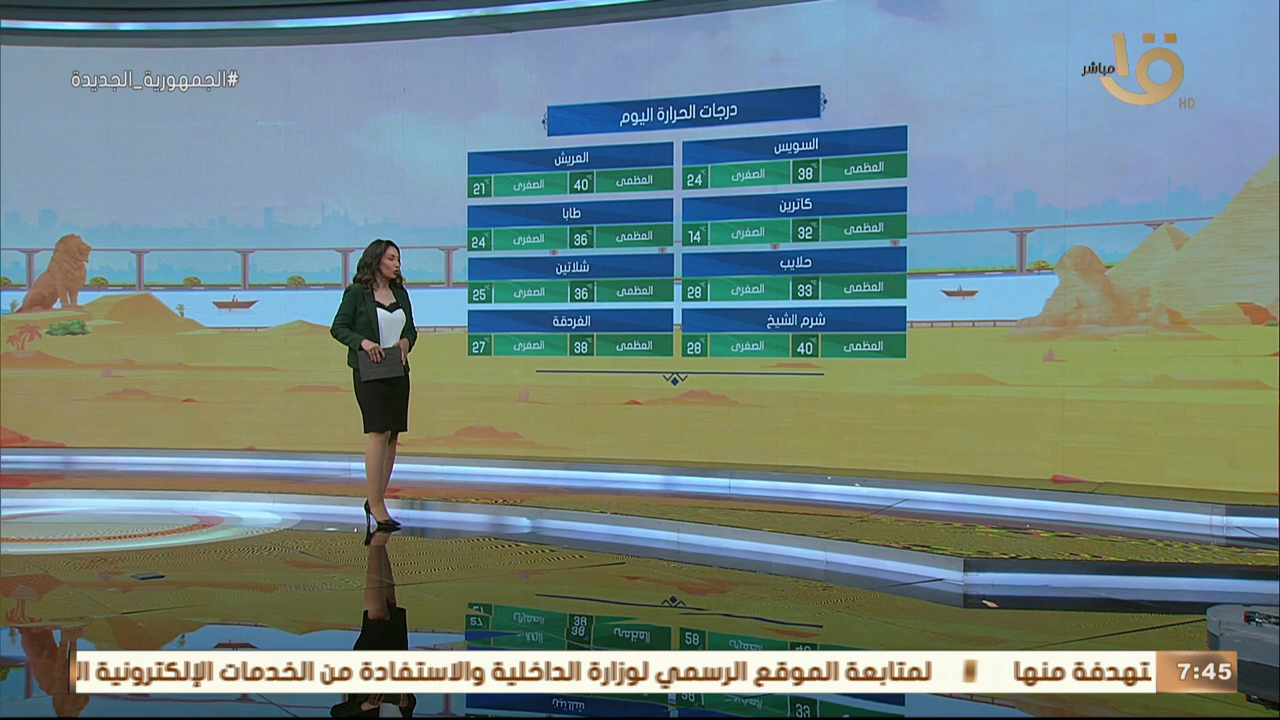 #الجمهورية_الجديدة
مباشر
HD
درجات الحرارة اليوم
السويس
العظمى 38°c الصغرى 24°c
العريش
العظمى 40°c الصغرى 21°c
كاترين
العظمى 32°c الصغرى 14°c
طابا
العظمى 36°c الصغرى 24°c
حلايب
العظمى 33°c الصغرى 28°c
شلاتين
العظمى 36°c الصغرى 25°c
شرم الشيخ
العظمى 40°c الصغرى 28°c
الغردقة
العظمى 38°c الصغرى 27°c
7:45 تهدفة منها لمتابعة الموقع الرسمي لوزارة الداخلية والاستفادة من الخدمات الإلكترونية ال